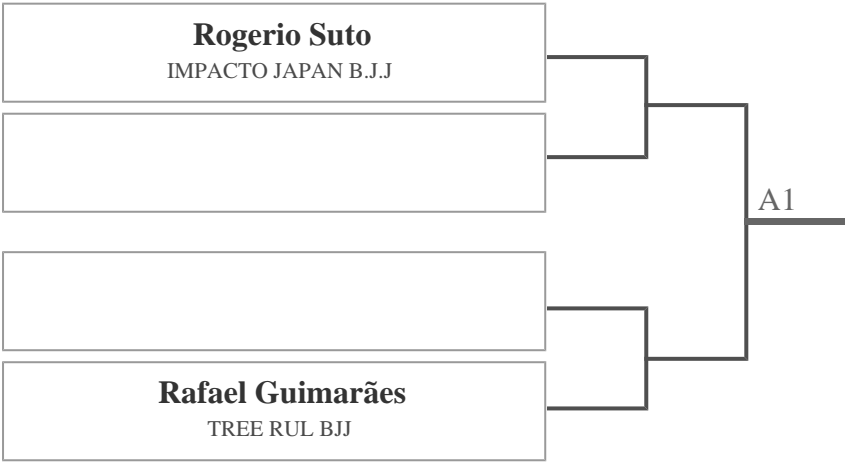 Rogerio Suto
IMPACTO JAPAN B.J.J
A1
Rafael Guimarães
TREE RUL BJJ